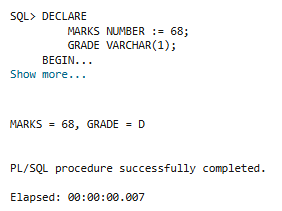 SQL> DECLARE
MARKS NUMBER := 68;
GRADE VARCHAR(1);
BEGIN...
Show more...
MARKS = 68, GRADE = D
PL/SQL procedure successfully completed.
Elapsed: 00:00:00.007